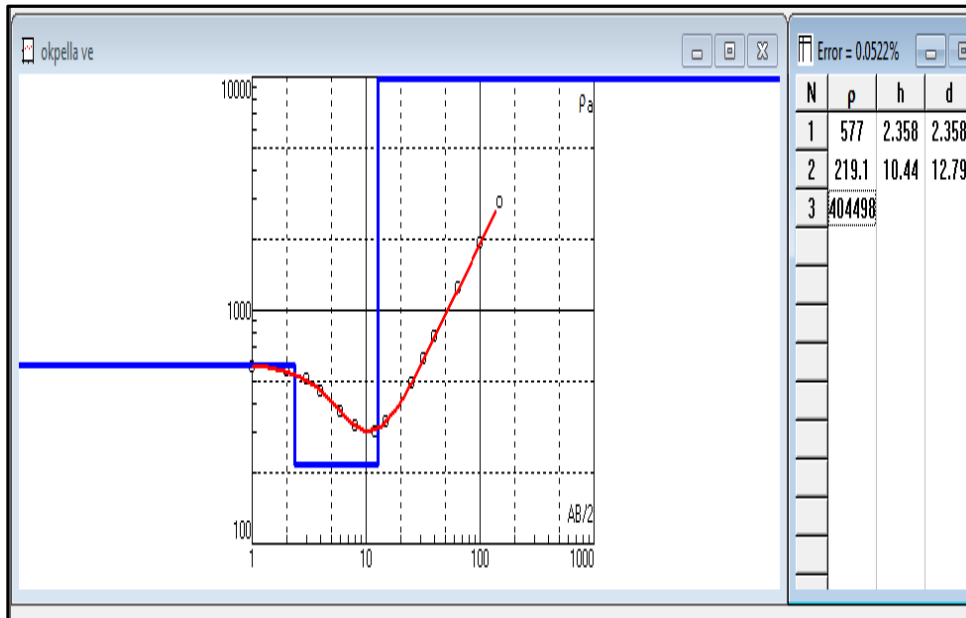 okpella ve
10000
ρa
1000
100
AB/2
1 10 100 1000
Error = 0.0522%
N ρ h d
1 577 2.358 2.358
2 219.1 10.44 12.79
3 404498